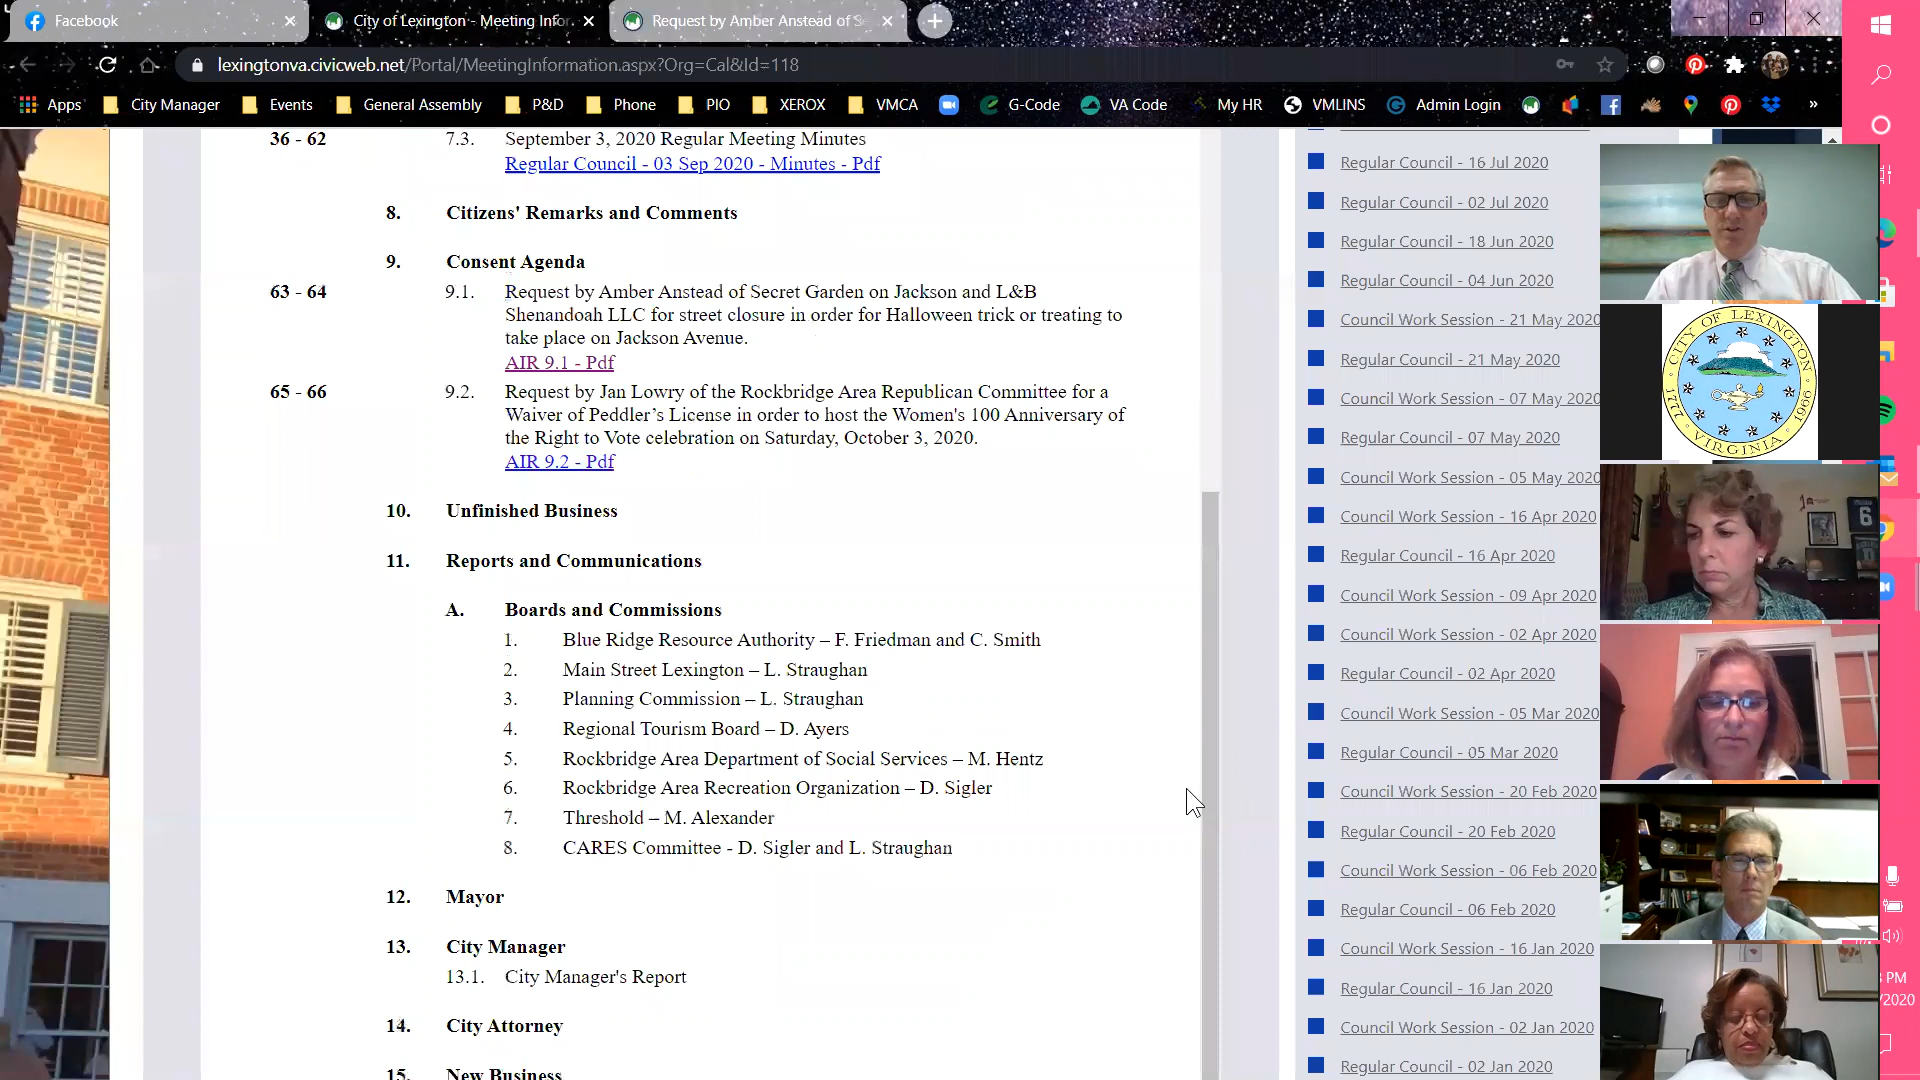 Facebook
City of Lexington - Meeting Infor
Request by Amber Anstead of Se
lexingtonva.civicweb.net/Portal/MeetingInformation.aspx?Org=Cal&Id=118
Apps City Manager Events General Assembly P&D Phone PIO XEROX VMCA G-Code VA Code My HR VMLINS Admin Login »
36 - 62 7.3. September 3, 2020 Regular Meeting Minutes
Regular Council - 03 Sep 2020 - Minutes - Pdf
8. Citizens' Remarks and Comments
9. Consent Agenda
63 - 64 9.1. Request by Amber Anstead of Secret Garden on Jackson and L&B
Shenandoah LLC for street closure in order for Halloween trick or treating to
take place on Jackson Avenue.
AIR 9.1 - Pdf
65 - 66 9.2. Request by Jan Lowry of the Rockbridge Area Republican Committee for a
Waiver of Peddler’s License in order to host the Women's 100 Anniversary of
the Right to Vote celebration on Saturday, October 3, 2020.
AIR 9.2 - Pdf
10. Unfinished Business
11. Reports and Communications
A. Boards and Commissions
1. Blue Ridge Resource Authority – F. Friedman and C. Smith
2. Main Street Lexington – L. Straughan
3. Planning Commission – L. Straughan
4. Regional Tourism Board – D. Ayers
5. Rockbridge Area Department of Social Services – M. Hentz
6. Rockbridge Area Recreation Organization – D. Sigler
7. Threshold – M. Alexander
8. CARES Committee - D. Sigler and L. Straughan
12. Mayor
13. City Manager
13.1. City Manager's Report
14. City Attorney
15. New Business
Regular Council - 16 Jul 2020
Regular Council - 02 Jul 2020
Regular Council - 18 Jun 2020
Regular Council - 04 Jun 2020
Council Work Session - 21 May 2020
Regular Council - 21 May 2020
Council Work Session - 07 May 2020
Regular Council - 07 May 2020
Council Work Session - 05 May 2020
Council Work Session - 16 Apr 2020
Regular Council - 16 Apr 2020
Council Work Session - 09 Apr 2020
Council Work Session - 02 Apr 2020
Regular Council - 02 Apr 2020
Council Work Session - 05 Mar 2020
Regular Council - 05 Mar 2020
Council Work Session - 20 Feb 2020
Regular Council - 20 Feb 2020
Council Work Session - 06 Feb 2020
Regular Council - 06 Feb 2020
Council Work Session - 16 Jan 2020
Regular Council - 16 Jan 2020
Council Work Session - 02 Jan 2020
Regular Council - 02 Jan 2020
CITY OF LEXINGTON
1777 VIRGINIA 1966
6
PM
/2020